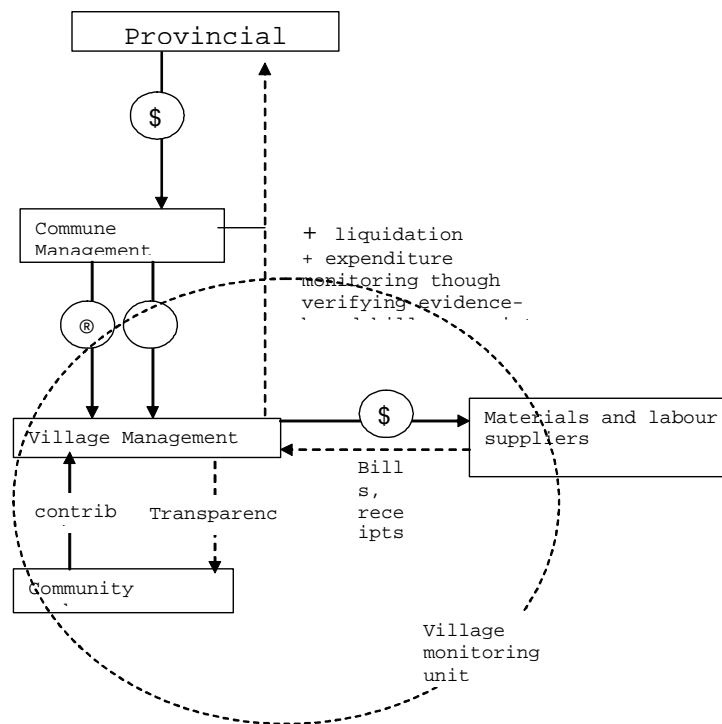 Provincial
$
Commune
Management
+ liquidation
+ expenditure
monitoring though
verifying evidence-
®
$
Village Management
Materials and labour
suppliers
Bill
s,
rece
ipts
contrib
Transparenc
Community
Village
monitoring
unit